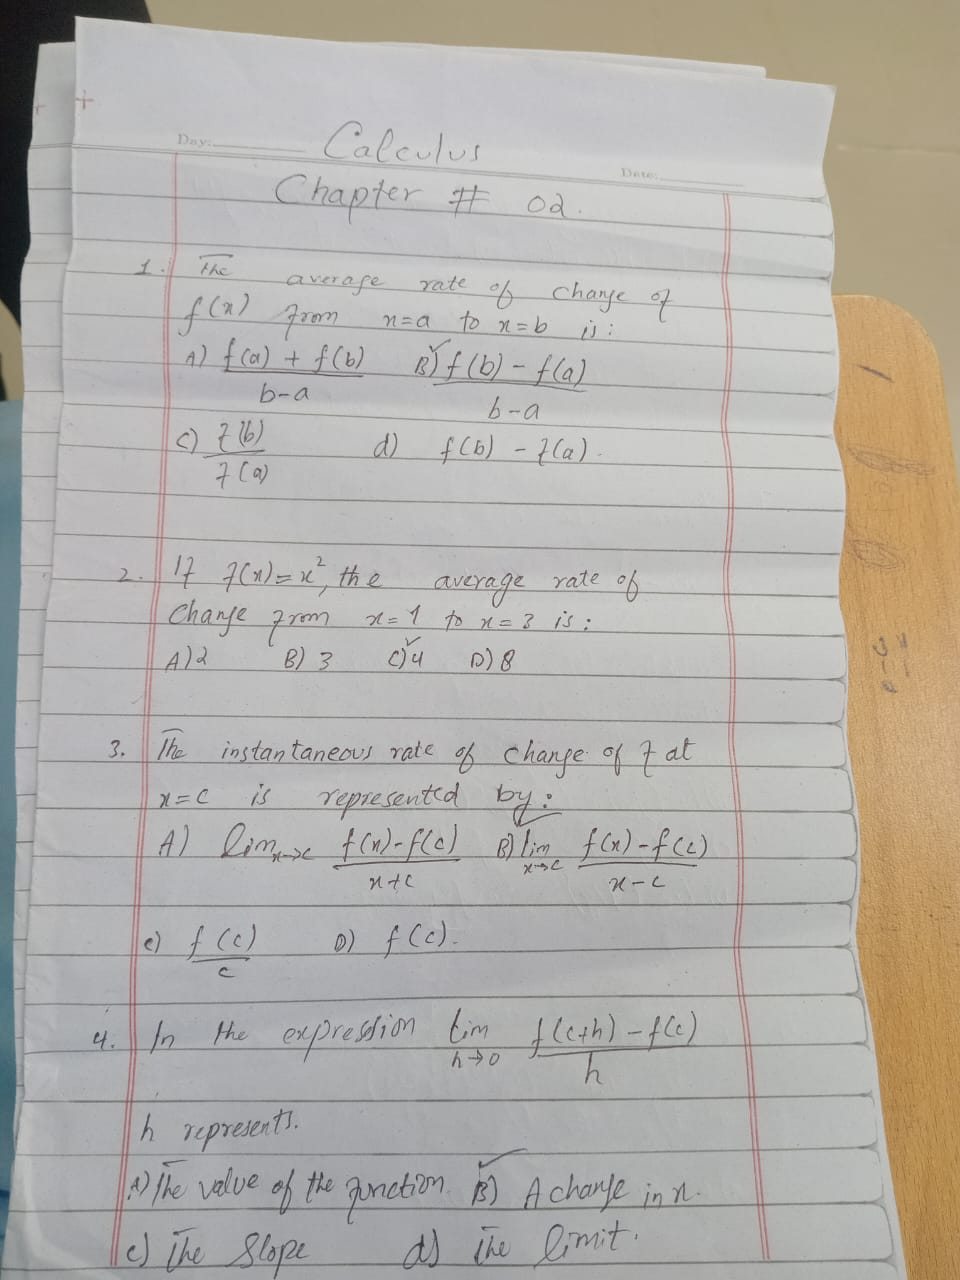 Day:
Calculus
Date:
Chapter # 02.
1. The average rate of change of
f(x) from x=a to x=b is:
A) f(a) + f(b) / b-a B) ✓ f(b) - f(a) / b-a
c) f(b) / f(a) d) f(b) - f(a).
2. If f(x)=x², the average rate of
change from x=1 to x=3 is:
A) 2 B) 3 c) ✓ 4 D) 8
3. The instantaneous rate of change of f at
x=c is represented by:
A) lim x→c f(x)-f(c) / x+c B) ✓ lim x→c f(x)-f(c) / x-c
c) f(c) / c D) f(c).
4. In the expression lim h→0 f(c+h) - f(c) / h
h represents.
A) The value of the function. B) ✓ A change in x.
c) The Slope d) The limit.